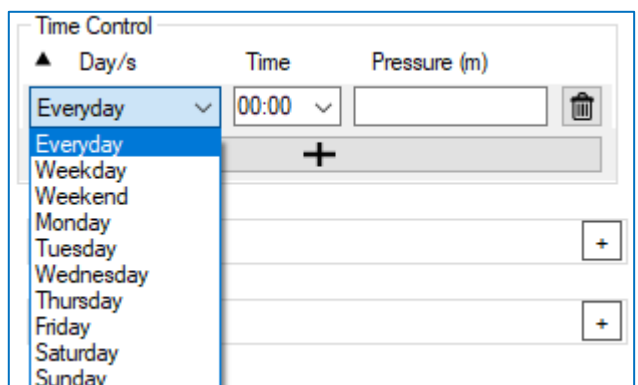 Time Control
▲ Day/s Time Pressure (m)
Everyday 00:00
Everyday
+
Weekday
Weekend
Monday
Tuesday
+
Wednesday
Thursday
Friday
+
Saturday
Sunday